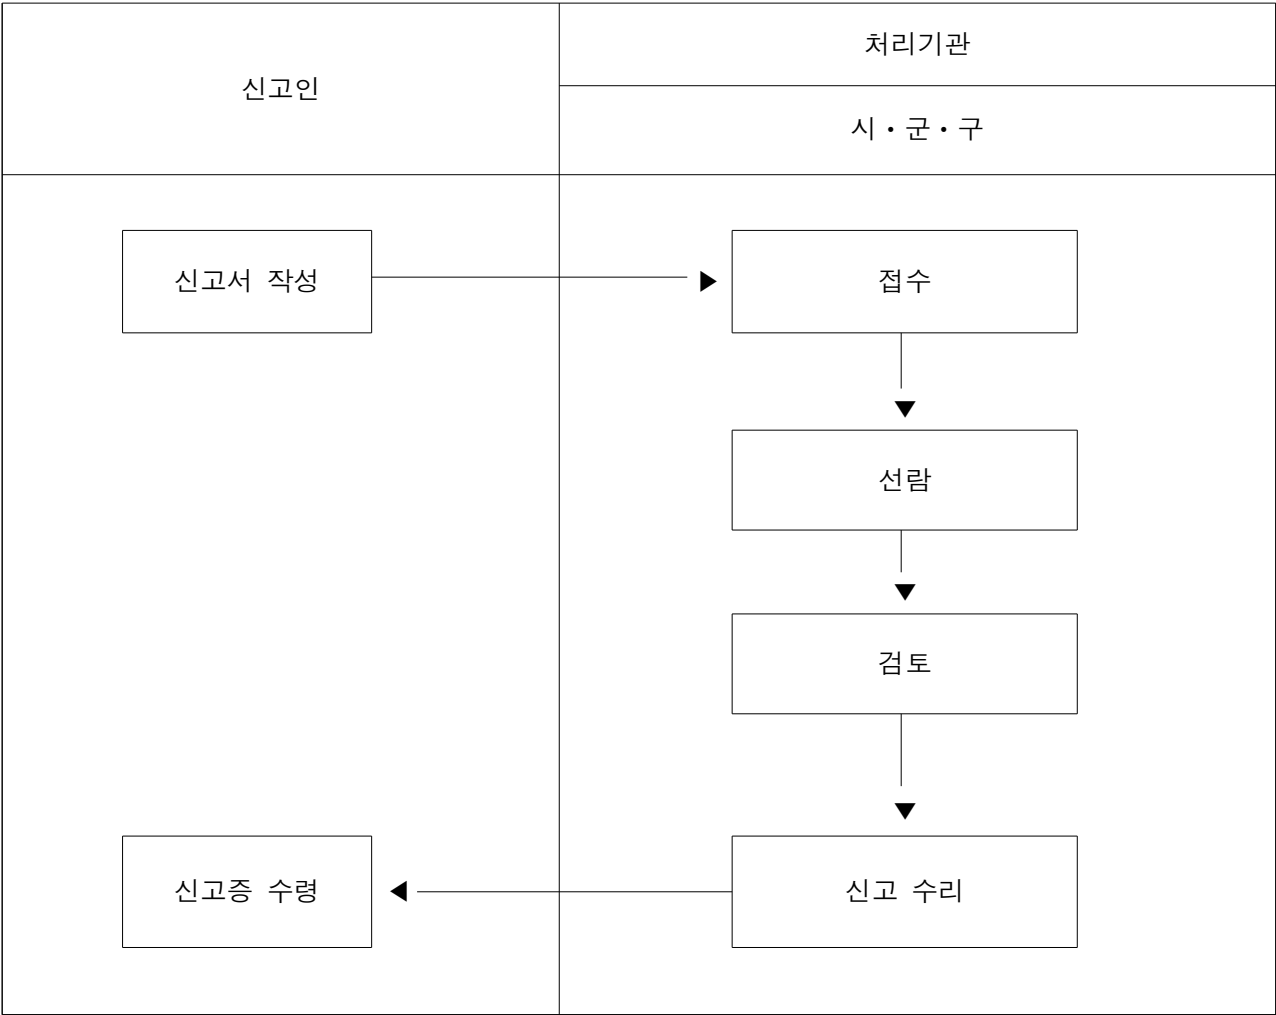 신고인
처리기관
시・군・구
신고서 작성
접수
선람
검토
신고 수리
신고증 수령